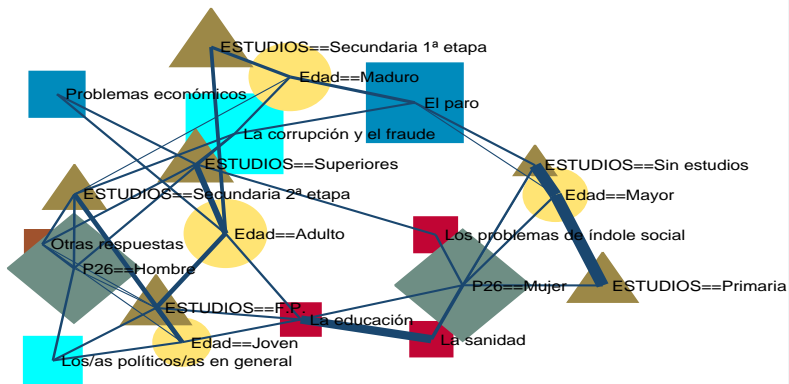 ESTUDIOS==Secundaria 1ª etapa
Edad==Maduro
Problemas económicos
El paro
La corrupción y el fraude
ESTUDIOS==Superiores
ESTUDIOS==Sin estudios
ESTUDIOS==Secundaria 2ª etapa
Edad==Mayor
Edad==Adulto
Los problemas de índole social
Otras respuestas
P26==Hombre
P26==Mujer
ESTUDIOS==Primaria
ESTUDIOS==F.P.
La educación
La sanidad
Edad==Joven
Los/as políticos/as en general